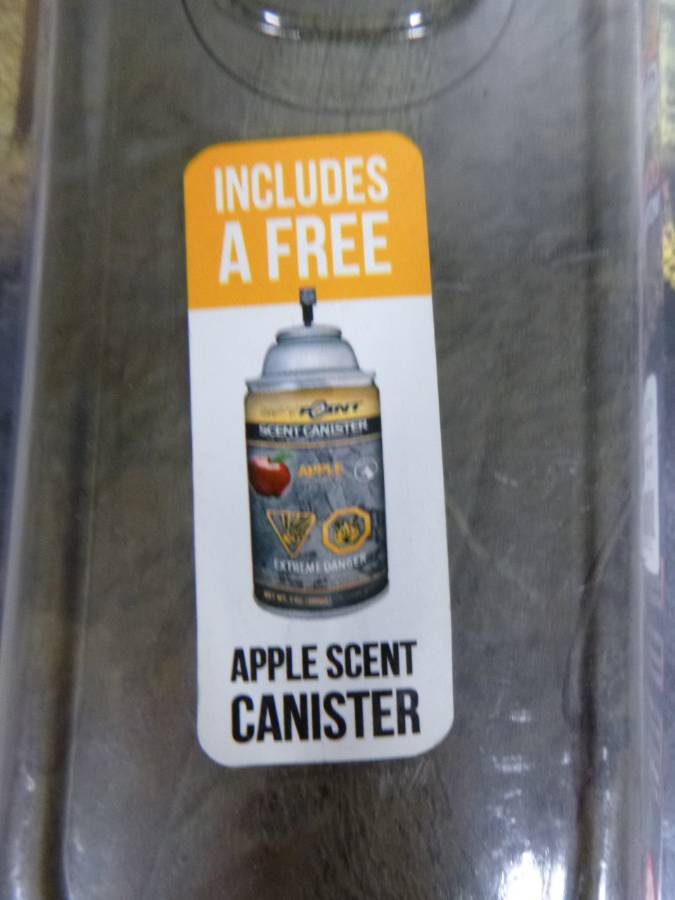 INCLUDES
A FREE
SCENT CANISTER
APPLE
EXTREME DANGER
APPLE SCENT
CANISTER